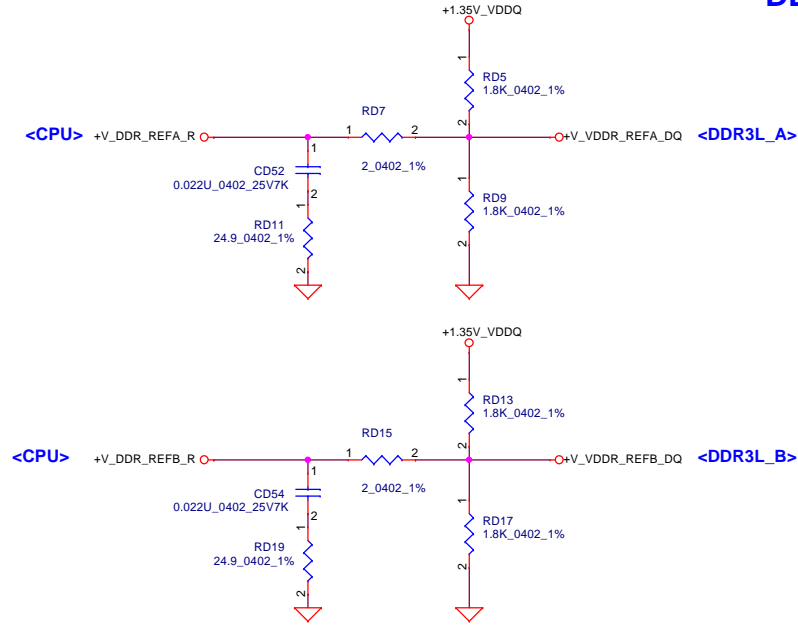 +1.35V_VDDQ
1
RD5
1.8K_0402_1%
2
RD7
<CPU> +V_DDR_REFA_R 1 2 +V_VDDR_REFA_DQ <DDR3L_A>
2_0402_1%
1
CD52
0.022U_0402_25V7K
2
1
RD11
24.9_0402_1%
2
1
RD9
1.8K_0402_1%
2
+1.35V_VDDQ
1
RD13
1.8K_0402_1%
2
RD15
<CPU> +V_DDR_REFB_R 1 2 +V_VDDR_REFB_DQ <DDR3L_B>
2_0402_1%
1
CD54
0.022U_0402_25V7K
2
1
RD19
24.9_0402_1%
2
1
RD17
1.8K_0402_1%
2